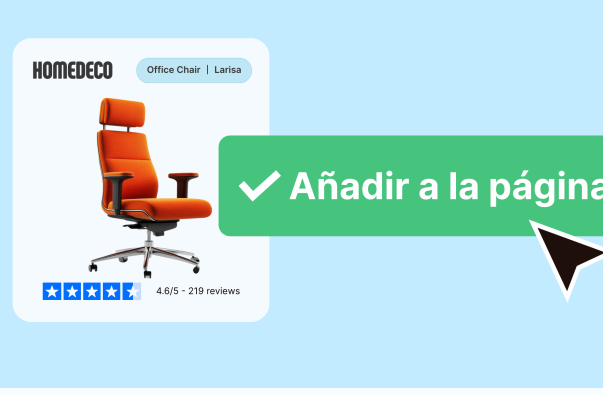 HOMEDECO
Office Chair | Larisa
Añadir a la página
4.6/5 - 219 reviews